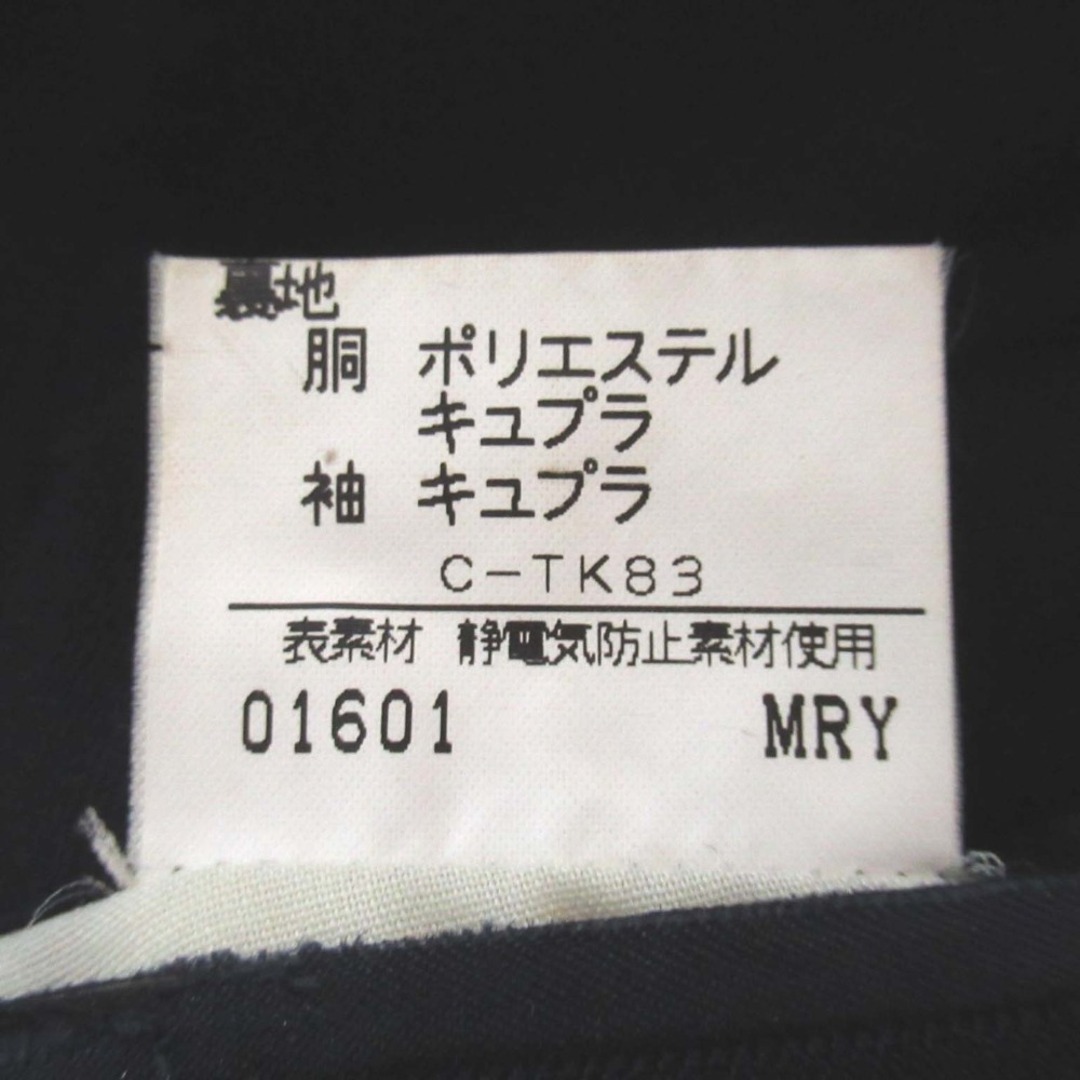 裏地
胴 ポリエステル
キュプラ
袖 キュプラ
C-TK83
表素材 静電気防止素材使用
01601 MRY